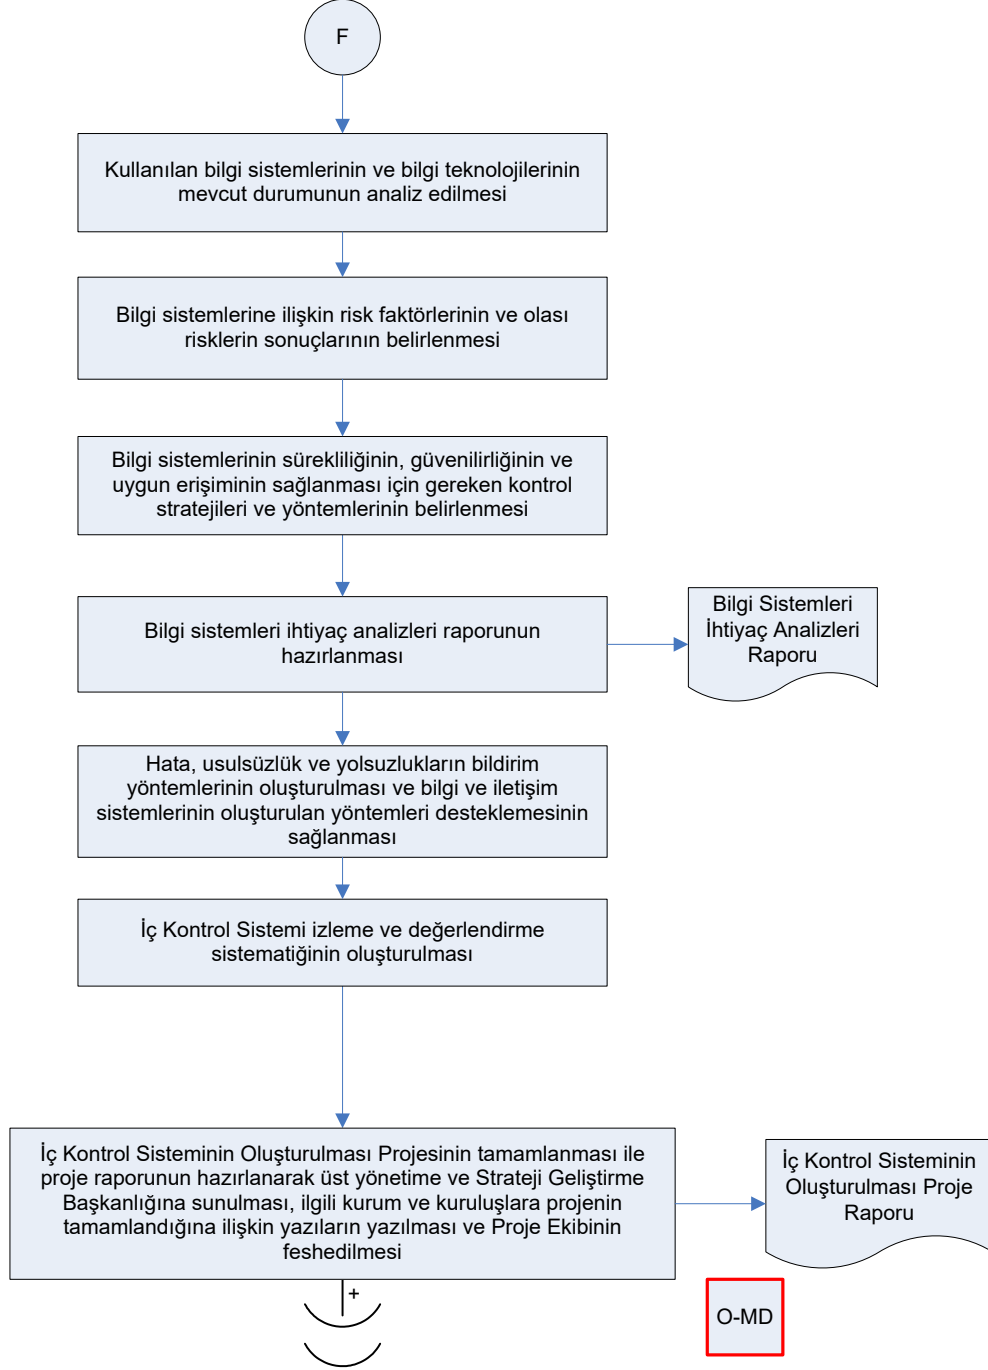 F
Kullanılan bilgi sistemlerinin ve bilgi teknolojilerinin
mevcut durumunun analiz edilmesi
Bilgi sistemlerine ilişkin risk faktörlerinin ve olası
risklerin sonuçlarının belirlenmesi
Bilgi sistemlerinin sürekliliğinin, güvenilirliğinin ve
uygun erişiminin sağlanması için gereken kontrol
stratejileri ve yöntemlerinin belirlenmesi
Bilgi sistemleri ihtiyaç analizleri raporunun
hazırlanması
Bilgi Sistemleri
İhtiyaç Analizleri
Raporu
Hata, usulsüzlük ve yolsuzlukların bildirim
yöntemlerinin oluşturulması ve bilgi ve iletişim
sistemlerinin oluşturulan yöntemleri desteklemesinin
sağlanması
İç Kontrol Sistemi izleme ve değerlendirme
sistematiğinin oluşturulması
İç Kontrol Sisteminin Oluşturulması Projesinin tamamlanması ile
proje raporunun hazırlanarak üst yönetime ve Strateji Geliştirme
Başkanlığına sunulması, ilgili kurum ve kuruluşlara projenin
tamamlandığına ilişkin yazıların yazılması ve Proje Ekibinin
feshedilmesi
İç Kontrol Sisteminin
Oluşturulması Proje
Raporu
+
O-MD